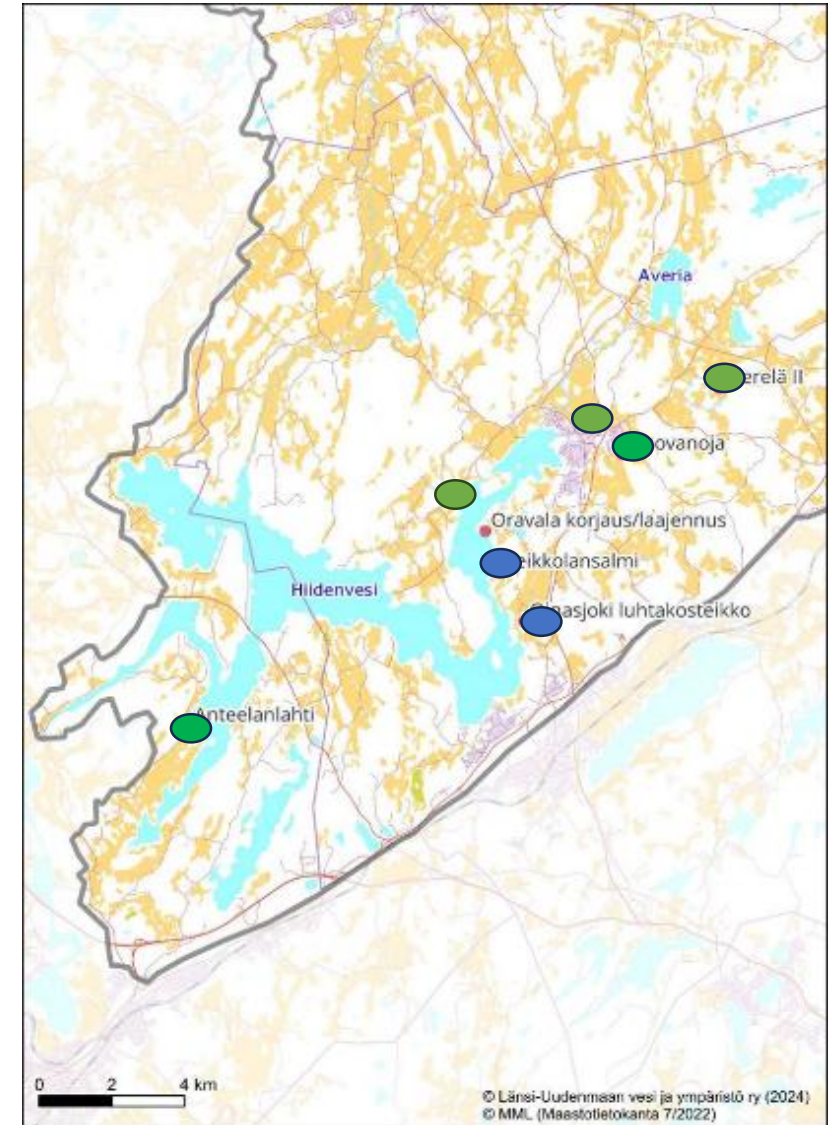 Averia
erelä II
ovanoja
Oravala korjaus/laajennus
eikkolansalmi
Hiidenvesi
nasjoki luhtakosteikko
Anteelanlahti
0 2 4 km
© Länsi-Uudenmaan vesi ja ympäristö ry (2024)
© MML (Maastotietokanta 7/2022)